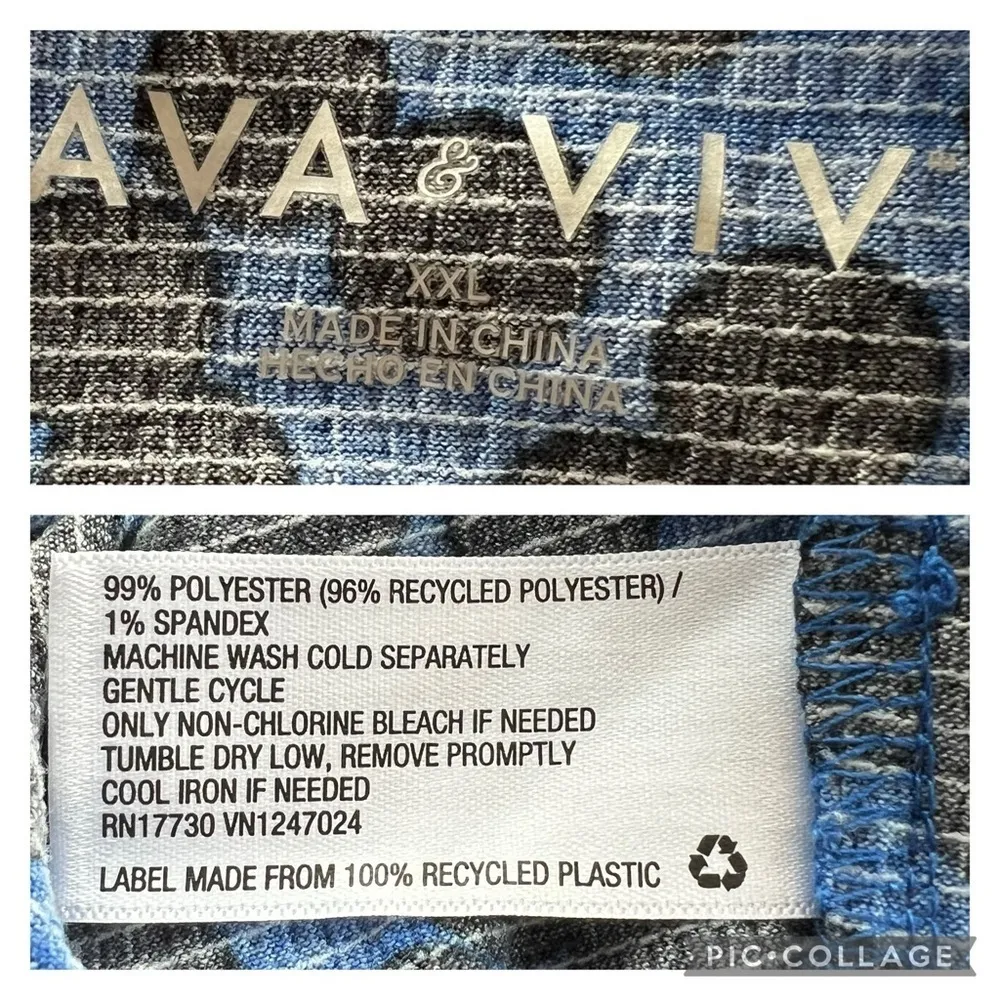 AVA & VIV™
XXL
MADE IN CHINA
HECHO EN CHINA
99% POLYESTER (96% RECYCLED POLYESTER) /
1% SPANDEX
MACHINE WASH COLD SEPARATELY
GENTLE CYCLE
ONLY NON-CHLORINE BLEACH IF NEEDED
TUMBLE DRY LOW, REMOVE PROMPTLY
COOL IRON IF NEEDED
RN17730 VN1247024
LABEL MADE FROM 100% RECYCLED PLASTIC
PIC•COLLAGE